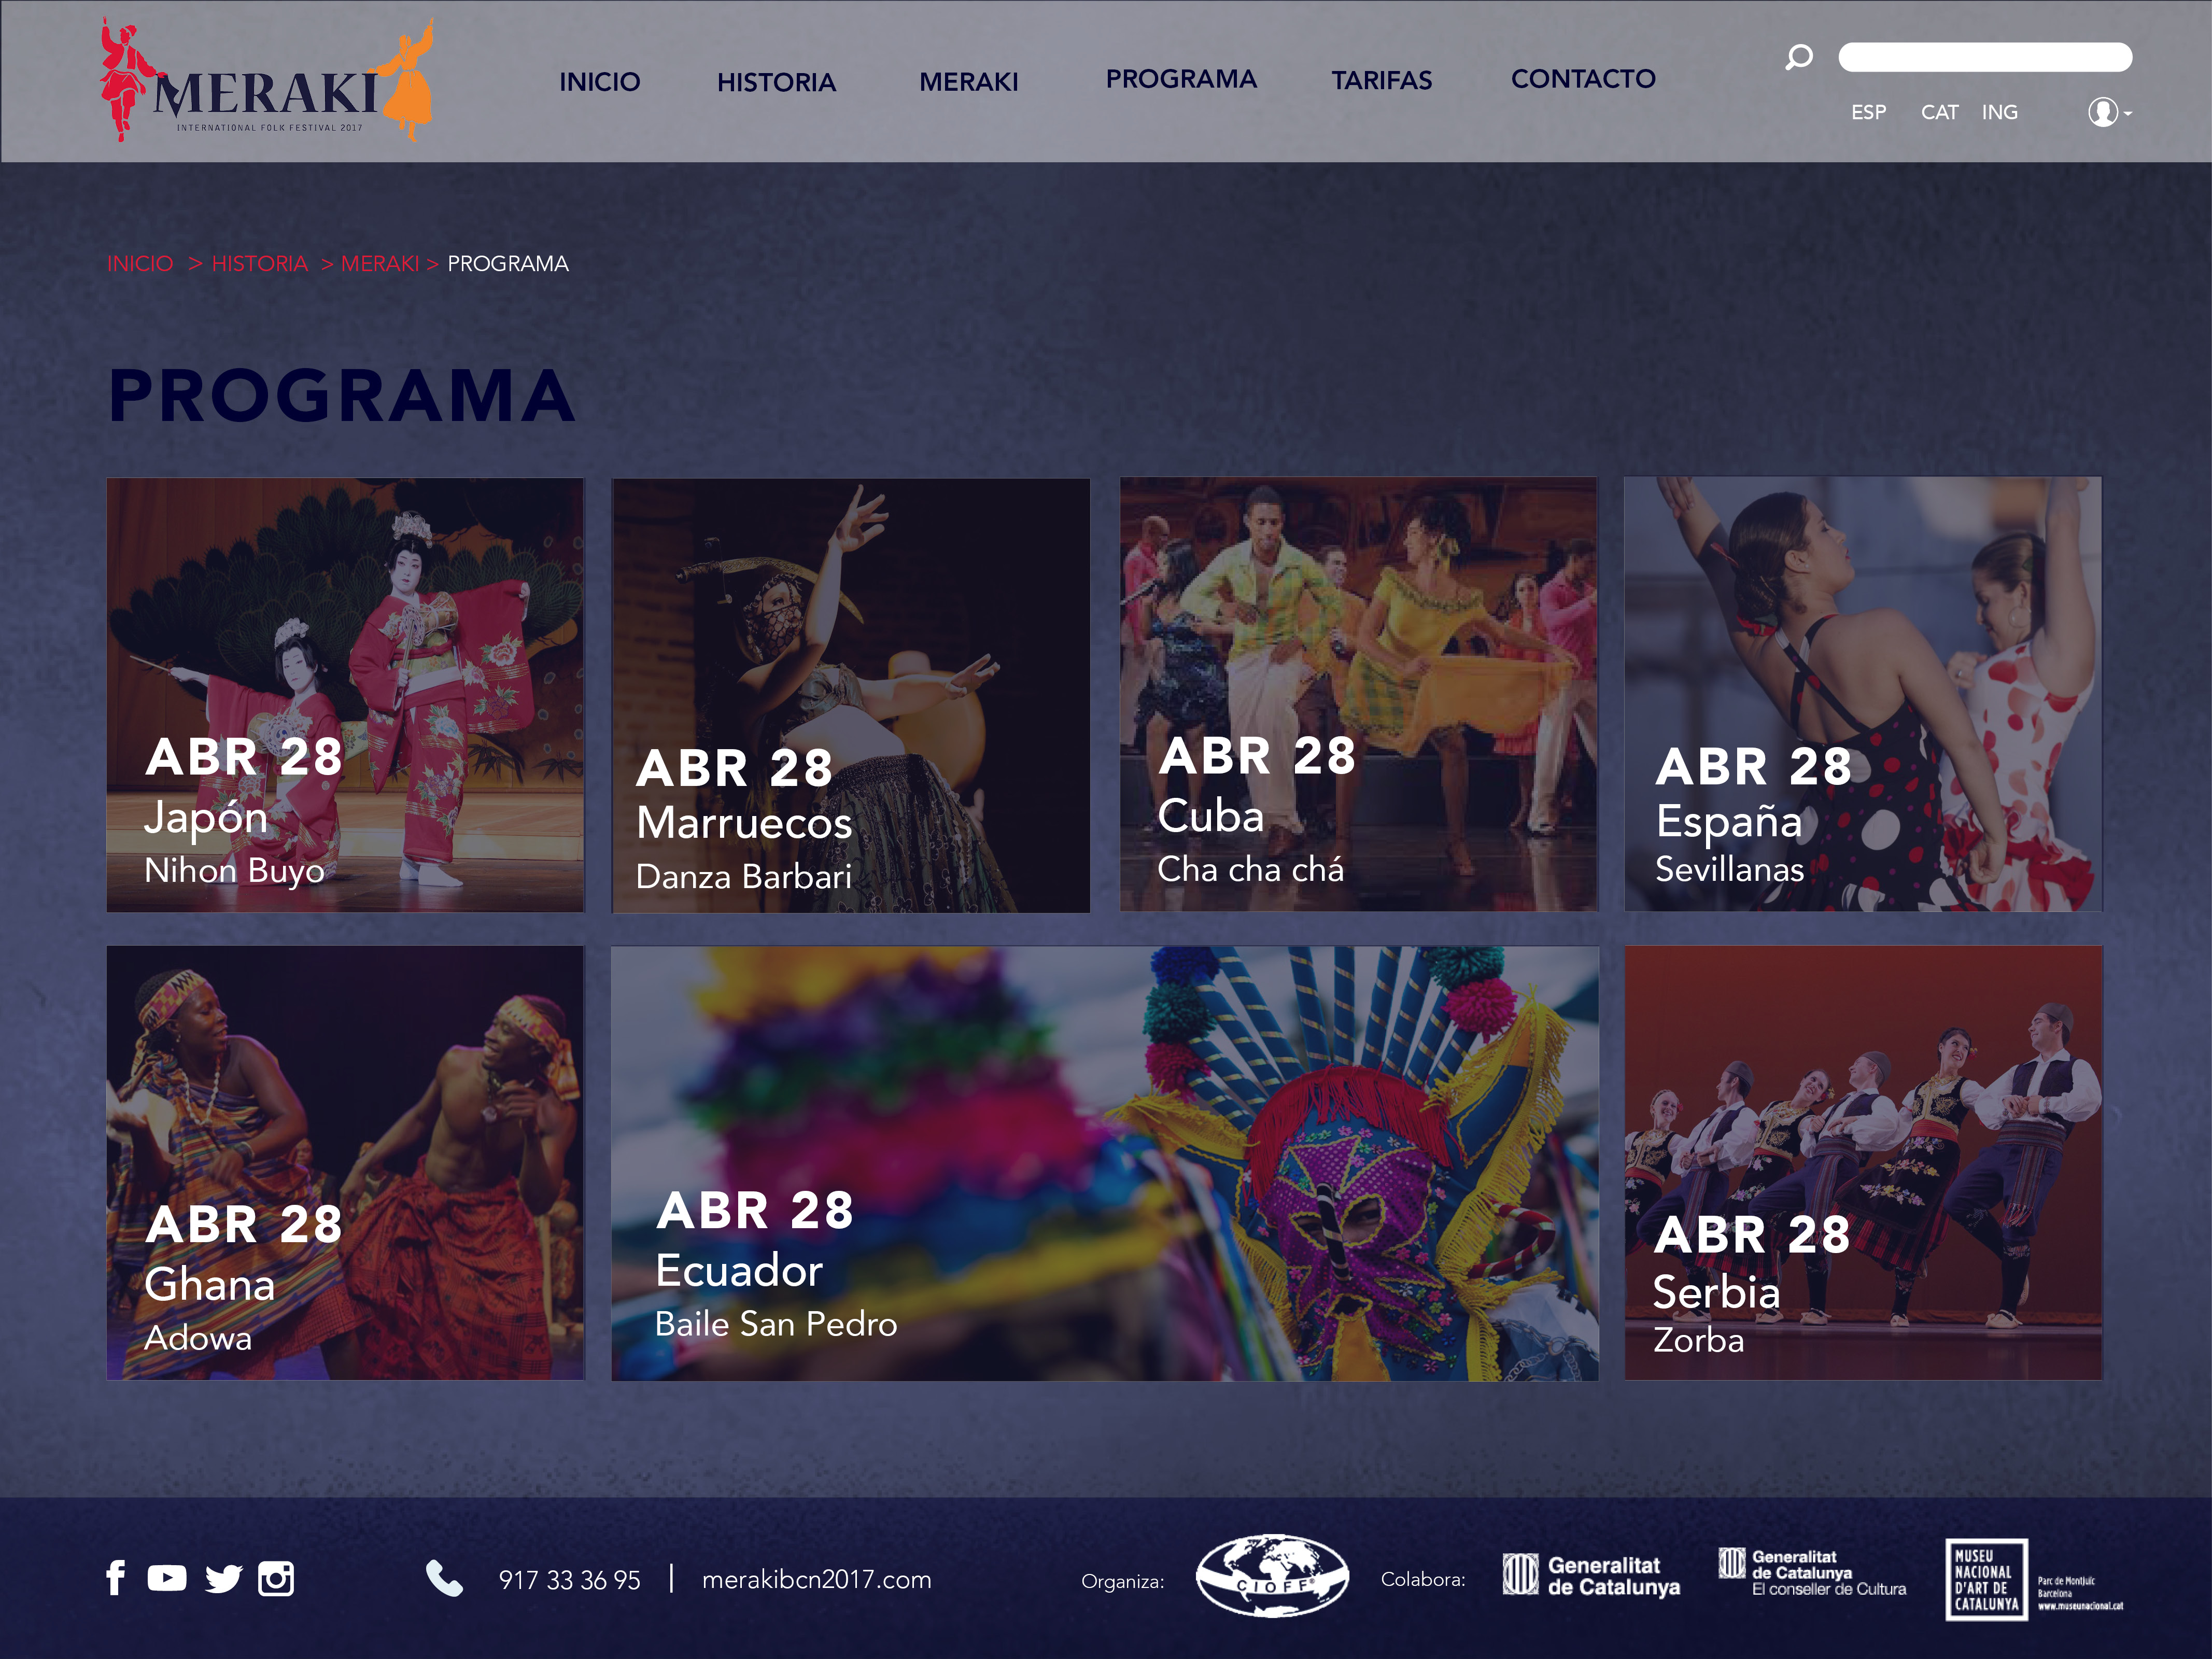 MERAKI
INTERNATIONAL FOLK FESTIVAL 2017
INICIO HISTORIA MERAKI PROGRAMA TARIFAS CONTACTO
ESP CAT ING
INICIO > HISTORIA > MERAKI > PROGRAMA
PROGRAMA
ABR 28
Japón
Nihon Buyo
ABR 28
Marruecos
Danza Barbari
ABR 28
Cuba
Cha cha chá
ABR 28
España
Sevillanas
ABR 28
Ghana
Adowa
ABR 28
Ecuador
Baile San Pedro
ABR 28
Serbia
Zorba
917 33 36 95 | merakibcn2017.com
Organiza:
CIOFF®
Colabora:
Generalitat
de Catalunya
Generalitat
de Catalunya
El conseller de Cultura
MUSEU
NACIONAL
D'ART DE
CATALUNYA
Parc de Montjuïc
Barcelona
www.museunacional.cat